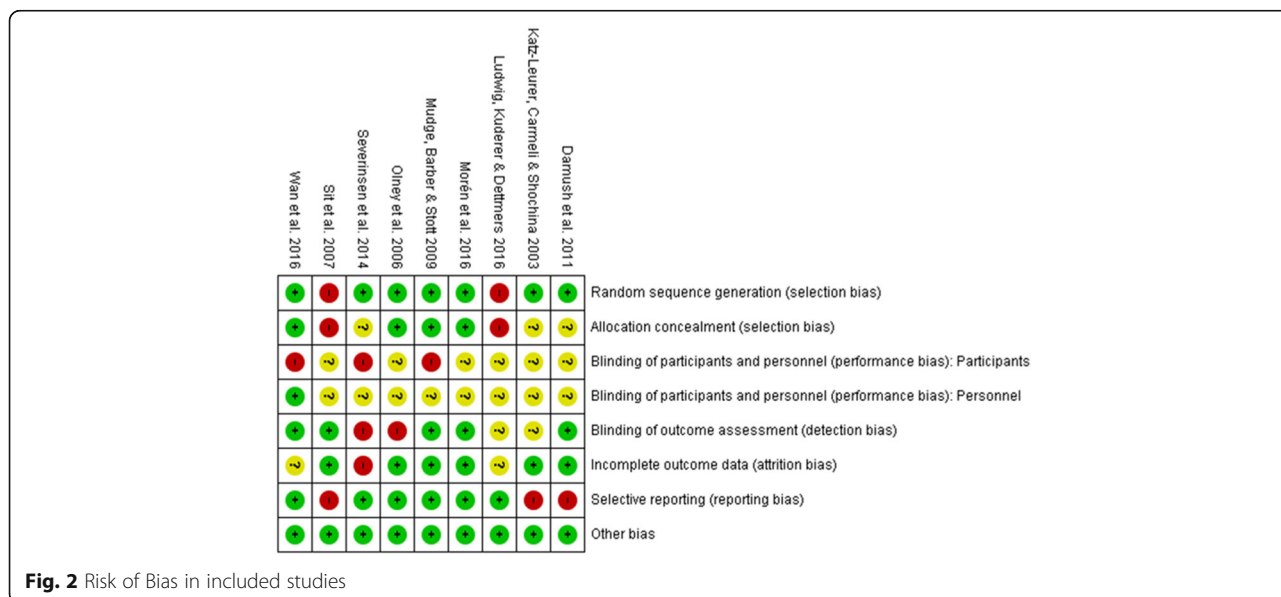 Wan et al. 2016
Sit et al. 2007
Severinsen et al. 2014
Olney et al. 2006
Mudge, Barber & Stott 2009
Morén et al. 2016
Ludwig, Kuderer & Dettmers 2016
Katz-Leurer, Carmeli & Shochina 2003
Damush et al. 2011
+ - + + + + - + + Random sequence generation (selection bias)
+ - ? + + + - ? ? Allocation concealment (selection bias)
- ? - ? - ? ? ? ? Blinding of participants and personnel (performance bias): Participants
+ ? ? ? ? ? ? ? ? Blinding of participants and personnel (performance bias): Personnel
+ + - - + + ? ? + Blinding of outcome assessment (detection bias)
? + - + + + ? + + Incomplete outcome data (attrition bias)
+ - + + + + + - - Selective reporting (reporting bias)
+ + + + + + + + + Other bias
Fig. 2 Risk of Bias in included studies